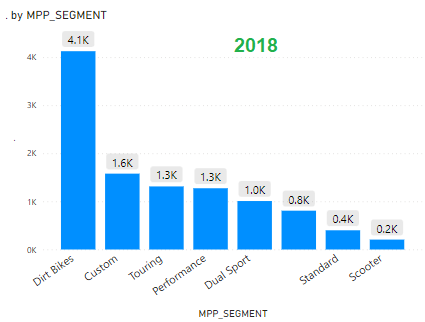 . by MPP_SEGMENT
2018
4K
3K
2K
1K
0K
4.1K
1.6K
1.3K
1.3K
1.0K
0.8K
0.4K
0.2K
Dirt Bikes
Custom
Touring
Performance
Dual Sport
Standard
Scooter
MPP_SEGMENT